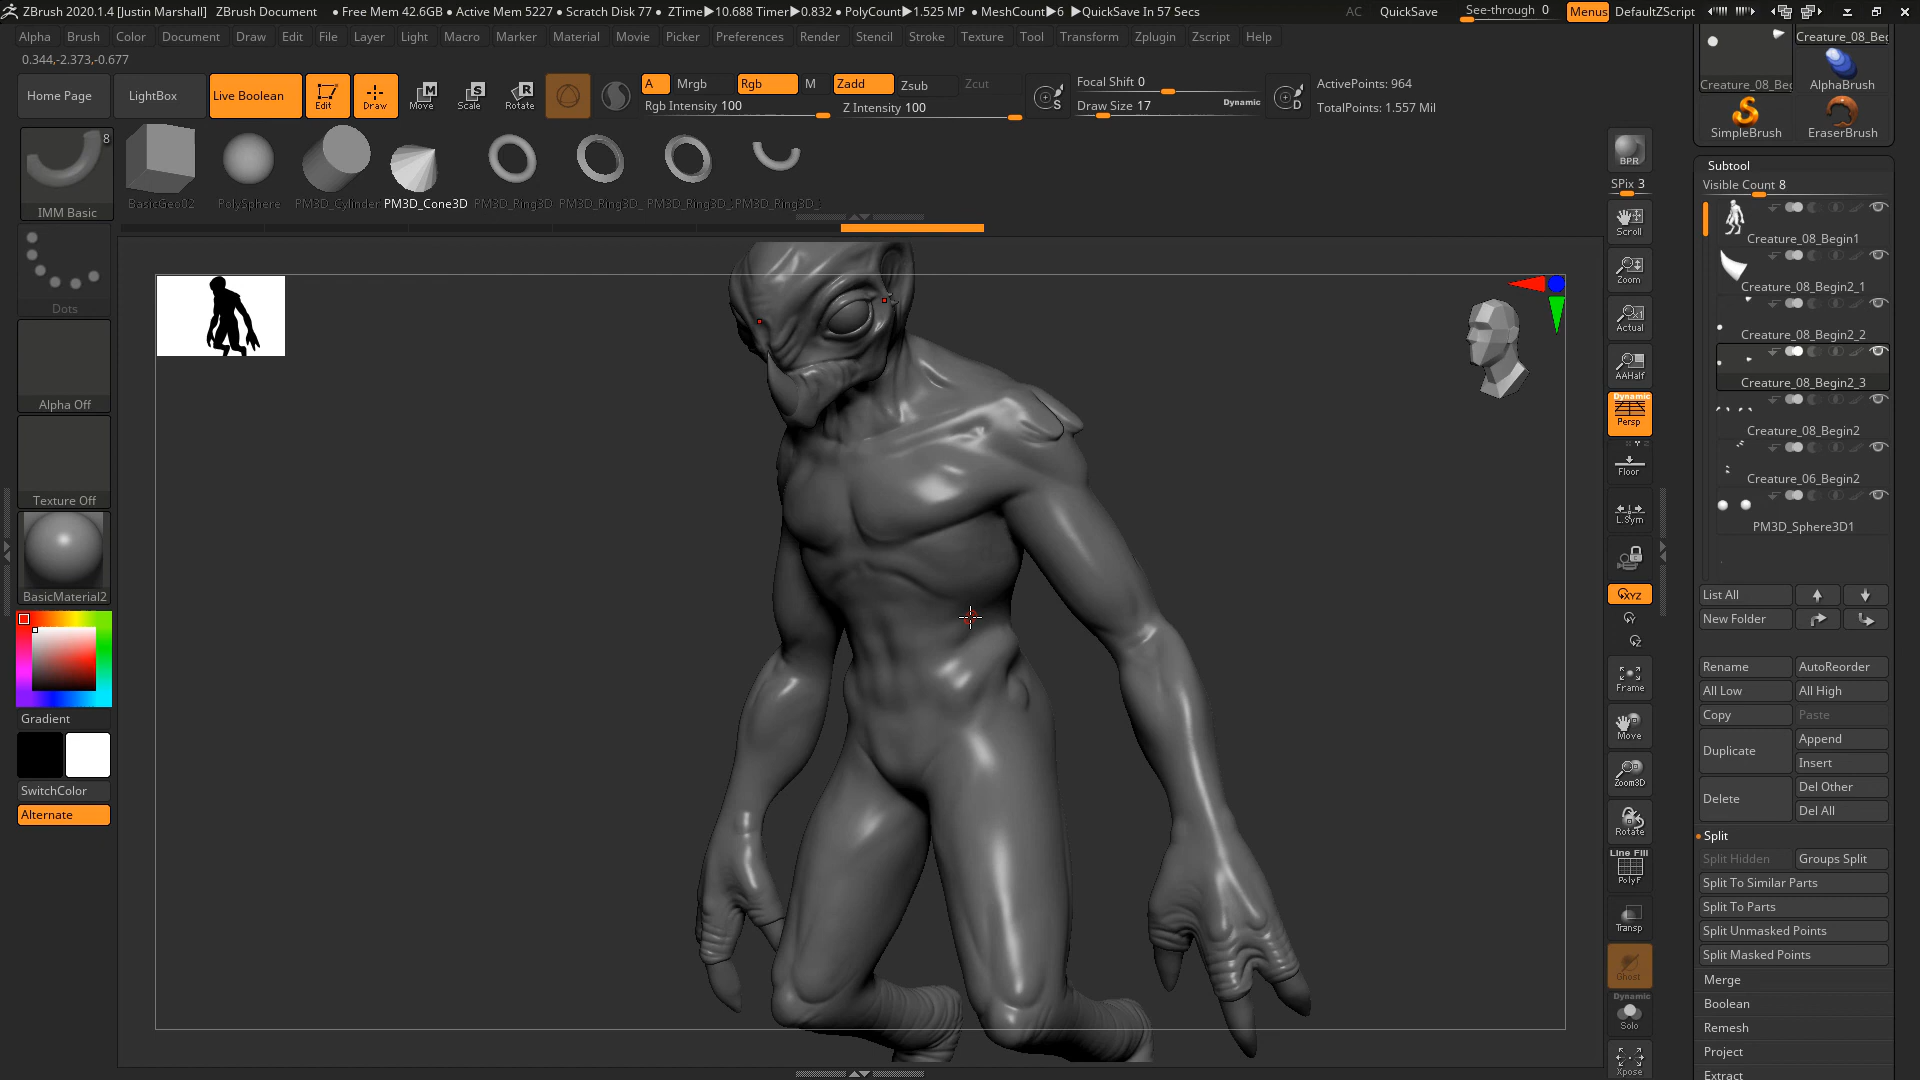 ZBrush 2020.1.4 [Justin Marshall] ZBrush Document ● Free Mem 42.6GB ● Active Mem 5227 ● Scratch Disk 77 ● ZTime▶10.688 Timer▶0.832 ● PolyCount▶1.525 MP ● MeshCount▶6 ▶QuickSave In 57 Secs AC QuickSave See-through 0 Menus DefaultZScript
Alpha Brush Color Document Draw Edit File Layer Light Macro Marker Material Movie Picker Preferences Render Stencil Stroke Texture Tool Transform Zplugin Zscript Help
0.344,-2.373,-0.677
Home Page LightBox Live Boolean Edit Draw Move Scale Rotate
A Mrgb Rgb M Zadd Zsub Zcut
Rgb Intensity 100 Z Intensity 100
S Focal Shift 0
Draw Size 17 Dynamic D
ActivePoints: 964
TotalPoints: 1.557 Mil
8
IMM Basic
BasicGeo02 PolySphere PM3D_Cylinder PM3D_Cone3D PM3D_Ring3D PM3D_Ring3D_ PM3D_Ring3D_ PM3D_Ring3D_
Dots
Alpha Off
Texture Off
BasicMaterial2
Gradient
SwitchColor
Alternate
BPR
SPix 3
Scroll
Zoom
Actual
AAHalf
Dynamic
Persp
Floor
L.Sym
XYZ
Frame
Move
Zoom3D
Rotate
Line Fill
PolyF
Transp
Ghost
Dynamic
Solo
Xpose
Creature_08_Bec
Creature_08_Bec
AlphaBrush
SimpleBrush EraserBrush
Subtool
Visible Count 8
Creature_08_Begin1
Creature_08_Begin2_1
Creature_08_Begin2_2
Creature_08_Begin2_3
Creature_08_Begin2
Creature_06_Begin2
PM3D_Sphere3D1
List All
New Folder
Rename AutoReorder
All Low All High
Copy Paste
Duplicate Append
Insert
Delete Del Other
Del All
Split
Split Hidden Groups Split
Split To Similar Parts
Split To Parts
Split Unmasked Points
Split Masked Points
Merge
Boolean
Remesh
Project
Extract